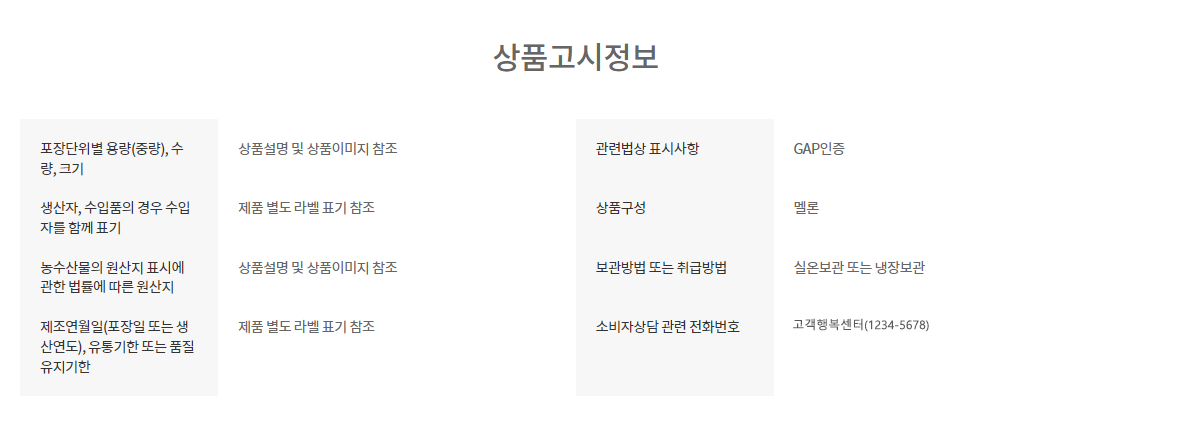 상품고시정보
포장단위별 용량(중량), 수
량, 크기
상품설명 및 상품이미지 참조
관련법상 표시사항
GAP인증
생산자, 수입품의 경우 수입
자를 함께 표기
제품 별도 라벨 표기 참조
상품구성
멜론
농수산물의 원산지 표시에
관한 법률에 따른 원산지
상품설명 및 상품이미지 참조
보관방법 또는 취급방법
실온보관 또는 냉장보관
제조연월일(포장일 또는 생
산연도), 유통기한 또는 품질
유지기한
제품 별도 라벨 표기 참조
소비자상담 관련 전화번호
고객행복센터(1234-5678)